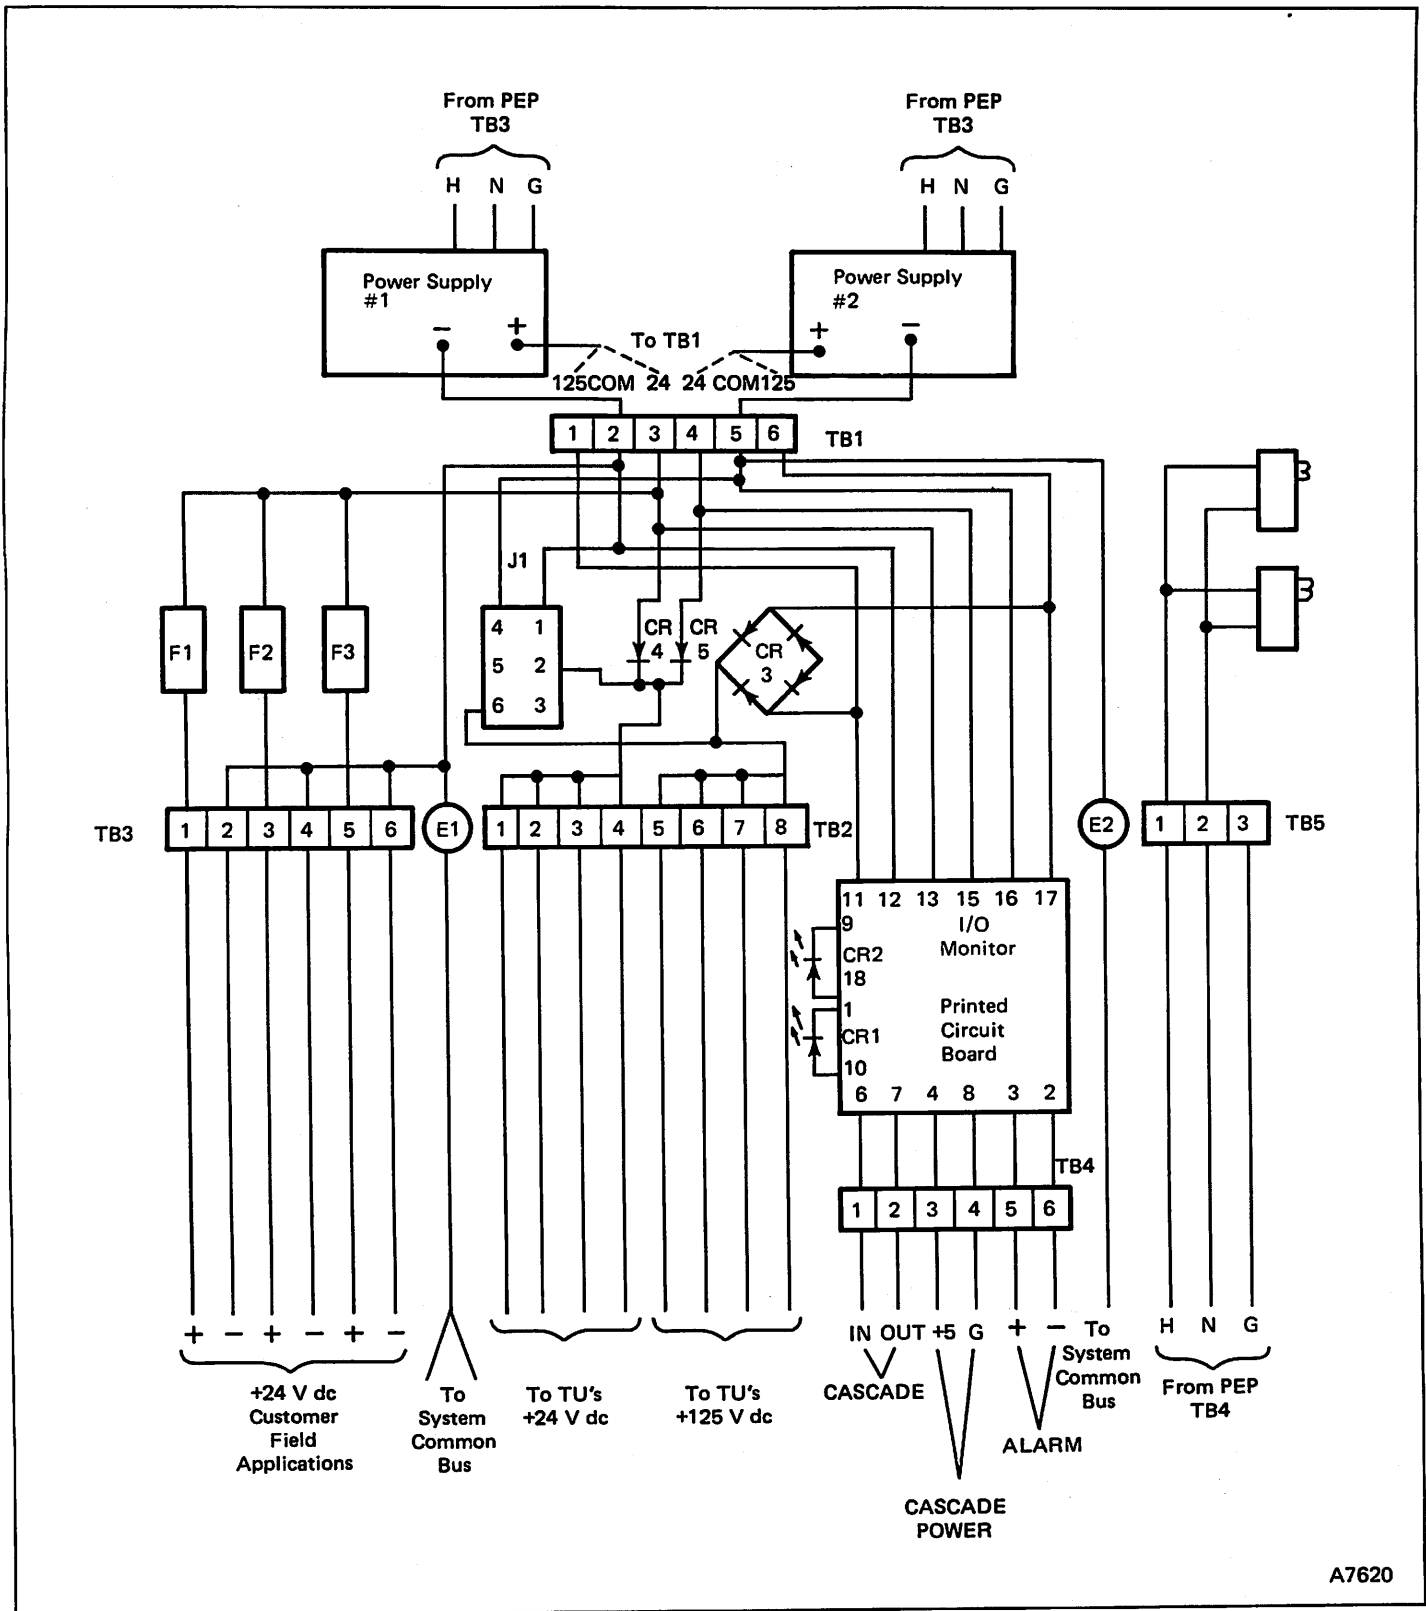 From PEP
TB3
H N G
From PEP
TB3
H N G
Power Supply
#1
− +
Power Supply
#2
+ −
To TB1
125COM 24 24 COM125
1 2 3 4 5 6
TB1
J1
4 1
5 2
6 3
CR
4
CR
5
CR
3
F1
F2
F3
TB3
1 2 3 4 5 6
E1
1 2 3 4 5 6 7 8
TB2
E2
1 2 3
TB5
11 12 13 15 16 17
9
I/O
Monitor
CR2
18
1
Printed
Circuit
Board
CR1
10
6 7 4 8 3 2
TB4
1 2 3 4 5 6
+ − + − + −
+24 V dc
Customer
Field
Applications
To
System
Common
Bus
To TU's
+24 V dc
To TU's
+125 V dc
IN OUT +5 G + −
CASCADE
CASCADE
POWER
ALARM
To
System
Common
Bus
H N G
From PEP
TB4
A7620